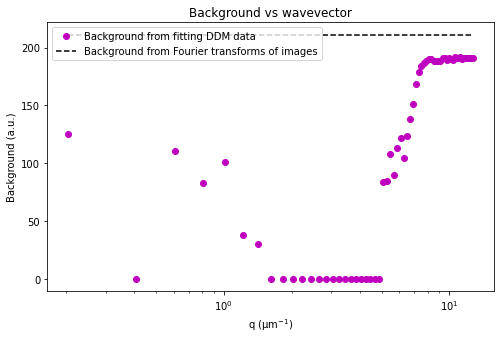 Background vs wavevector
Background from fitting DDM data
Background from Fourier transforms of images
Background (a.u.)
200
150
100
50
0
10⁰
10¹
q (μm⁻¹)